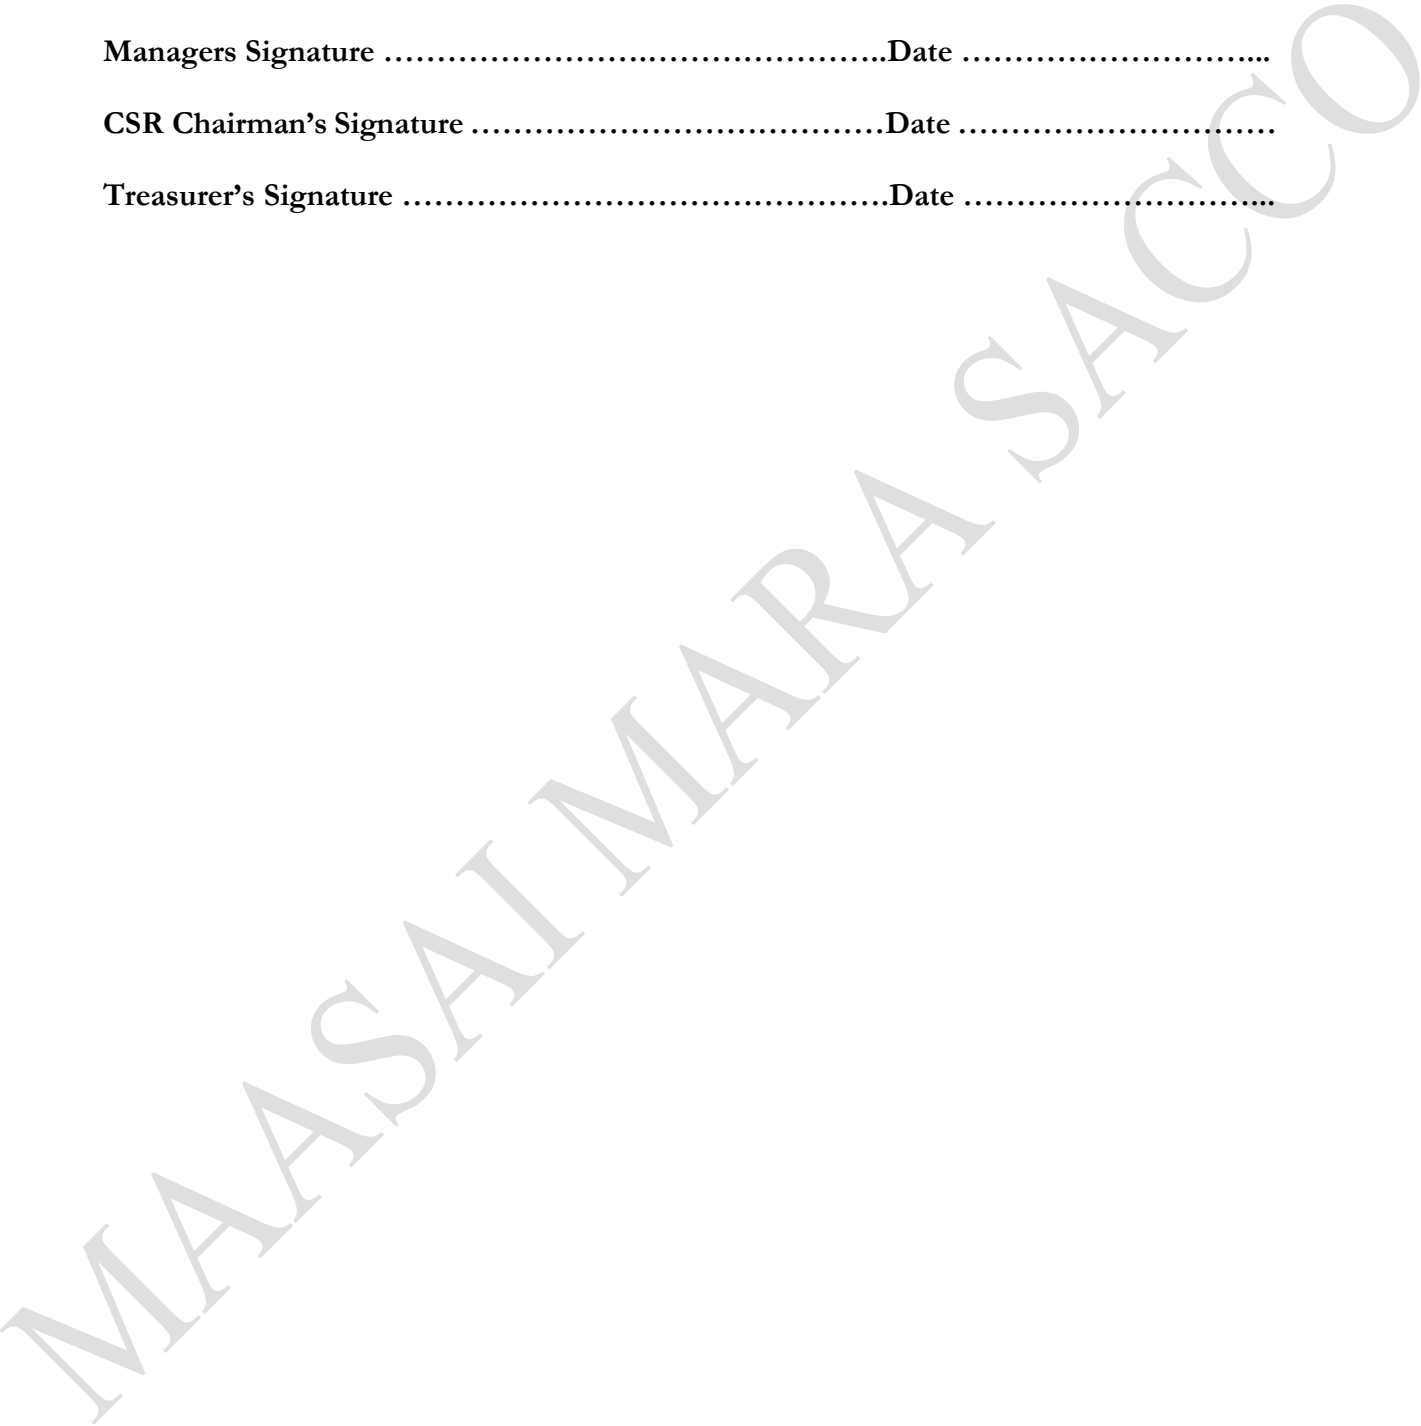 Managers Signature …………………….…………………..Date ………………………...
CSR Chairman’s Signature …………………………………Date …………………………
Treasurer’s Signature ……………………………………….Date ………………………..
MAASAI MARA SACCO